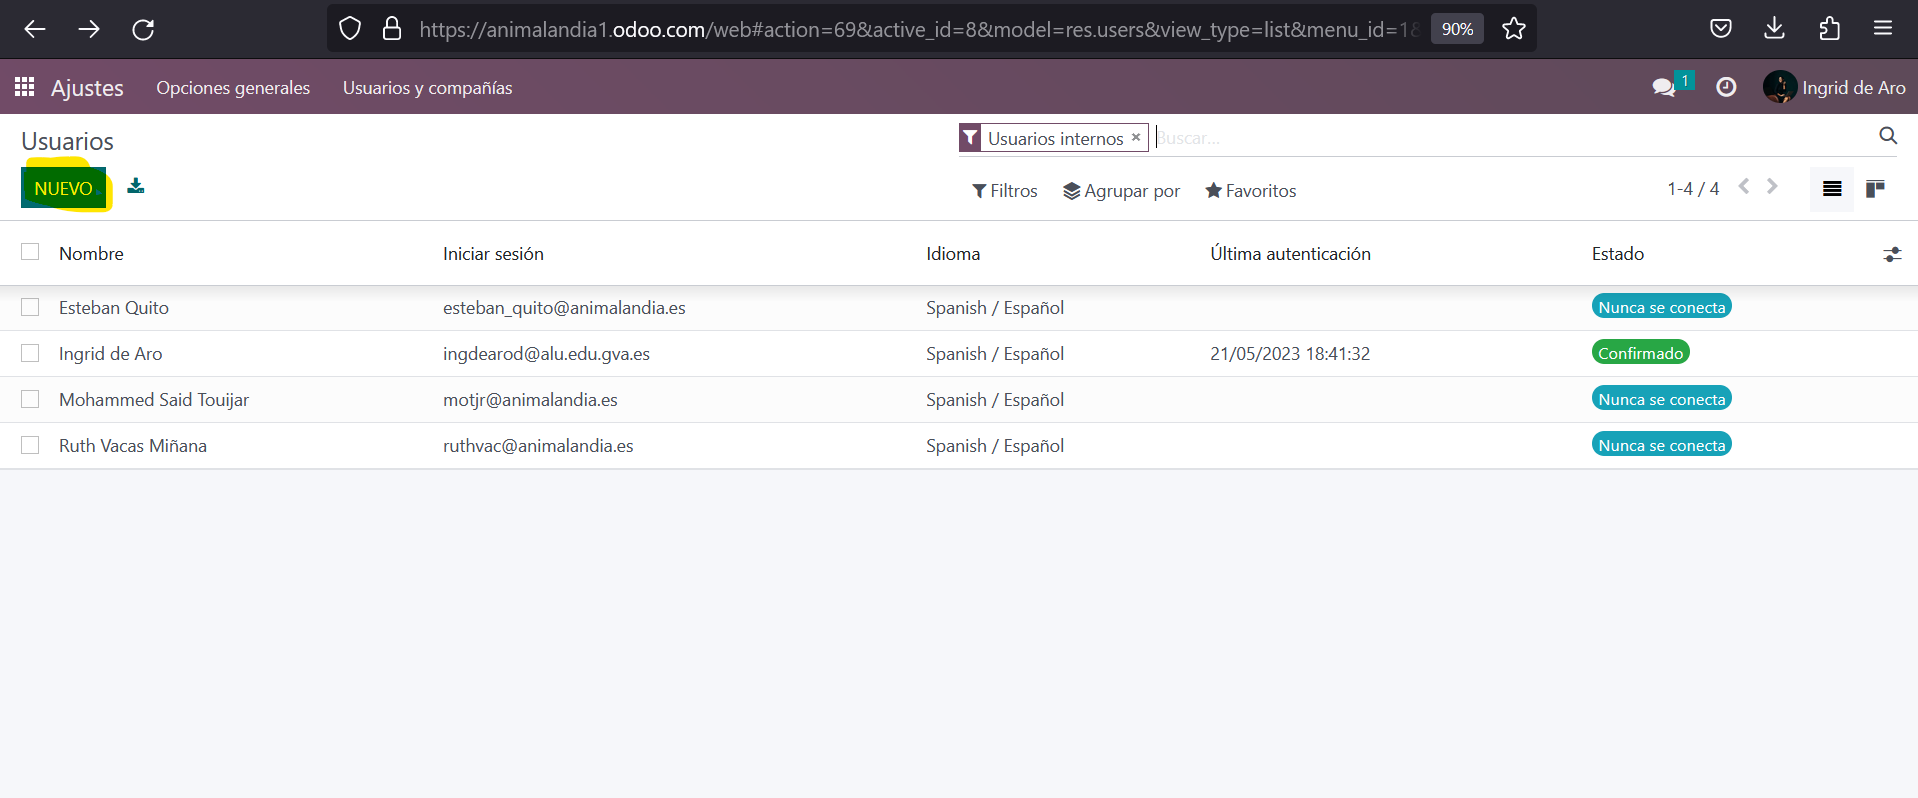 https://animalandia1.odoo.com/web#action=69&active_id=8&model=res.users&view_type=list&menu_id=18
90%
Ajustes Opciones generales Usuarios y compañías 1 Ingrid de Aro
Usuarios
Usuarios internos × Buscar...
NUEVO
Filtros Agrupar por Favoritos 1-4 / 4
Nombre Iniciar sesión Idioma Última autenticación Estado
Esteban Quito esteban_quito@animalandia.es Spanish / Español Nunca se conecta
Ingrid de Aro ingdearod@alu.edu.gva.es Spanish / Español 21/05/2023 18:41:32 Confirmado
Mohammed Said Touijar motjr@animalandia.es Spanish / Español Nunca se conecta
Ruth Vacas Miñana ruthvac@animalandia.es Spanish / Español Nunca se conecta